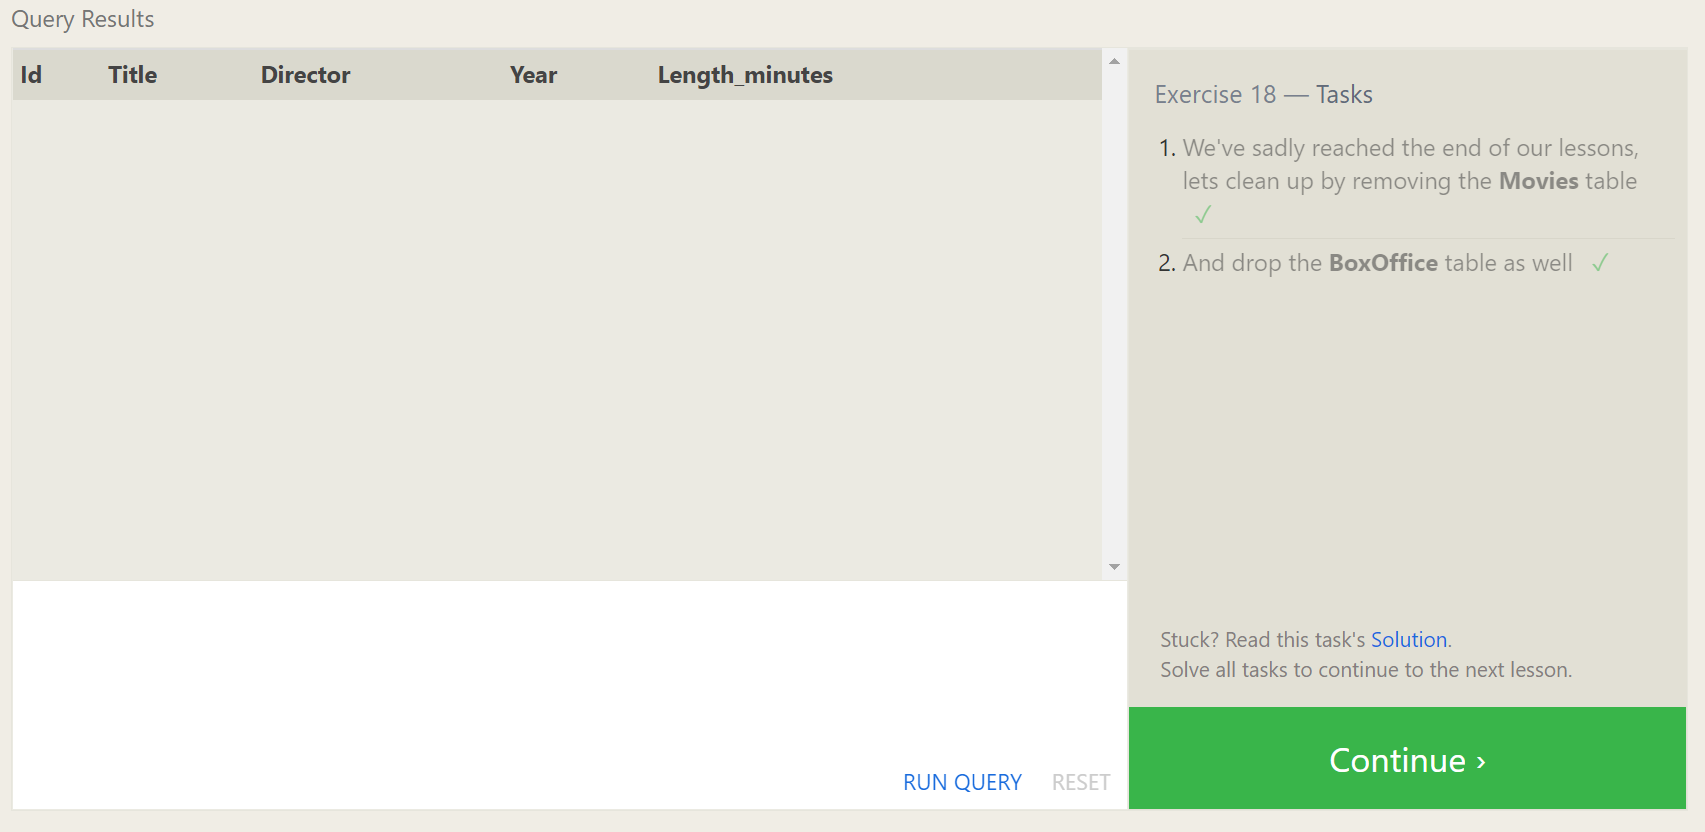 Query Results
Id Title Director Year Length_minutes
Exercise 18 — Tasks
1. We've sadly reached the end of our lessons,
lets clean up by removing the Movies table
✓
2. And drop the BoxOffice table as well ✓
Stuck? Read this task's Solution.
Solve all tasks to continue to the next lesson.
RUN QUERY RESET
Continue ›